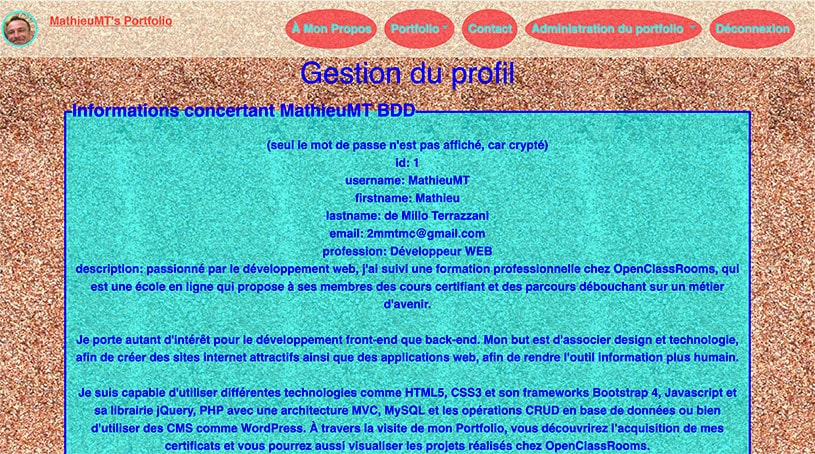 MathieuMT's Portfolio
À Mon Propos
Portfolio
Contact
Administration du portfolio
Déconnexion
Gestion du profil
Informations concertant MathieuMT BDD
(seul le mot de passe n'est pas affiché, car crypté)
id: 1
username: MathieuMT
firstname: Mathieu
lastname: de Millo Terrazzani
email: 2mmtmc@gmail.com
profession: Développeur WEB
description: passionné par le développement web, j'ai suivi une formation professionnelle chez OpenClassRooms, qui
est une école en ligne qui propose à ses membres des cours certifiant et des parcours débouchant sur un métier
d'avenir.
Je porte autant d'intérêt pour le développement front-end que back-end. Mon but est d'associer design et technologie,
afin de créer des sites internet attractifs ainsi que des applications web, afin de rendre l'outil information plus humain.
Je suis capable d'utiliser différentes technologies comme HTML5, CSS3 et son frameworks Bootstrap 4, Javascript et
sa librairie jQuery, PHP avec une architecture MVC, MySQL et les opérations CRUD en base de données ou bien
d'utiliser des CMS comme WordPress. À travers la visite de mon Portfolio, vous découvrirez l'acquisition de mes
certificats et vous pourrez aussi visualiser les projets réalisés chez OpenClassRooms.